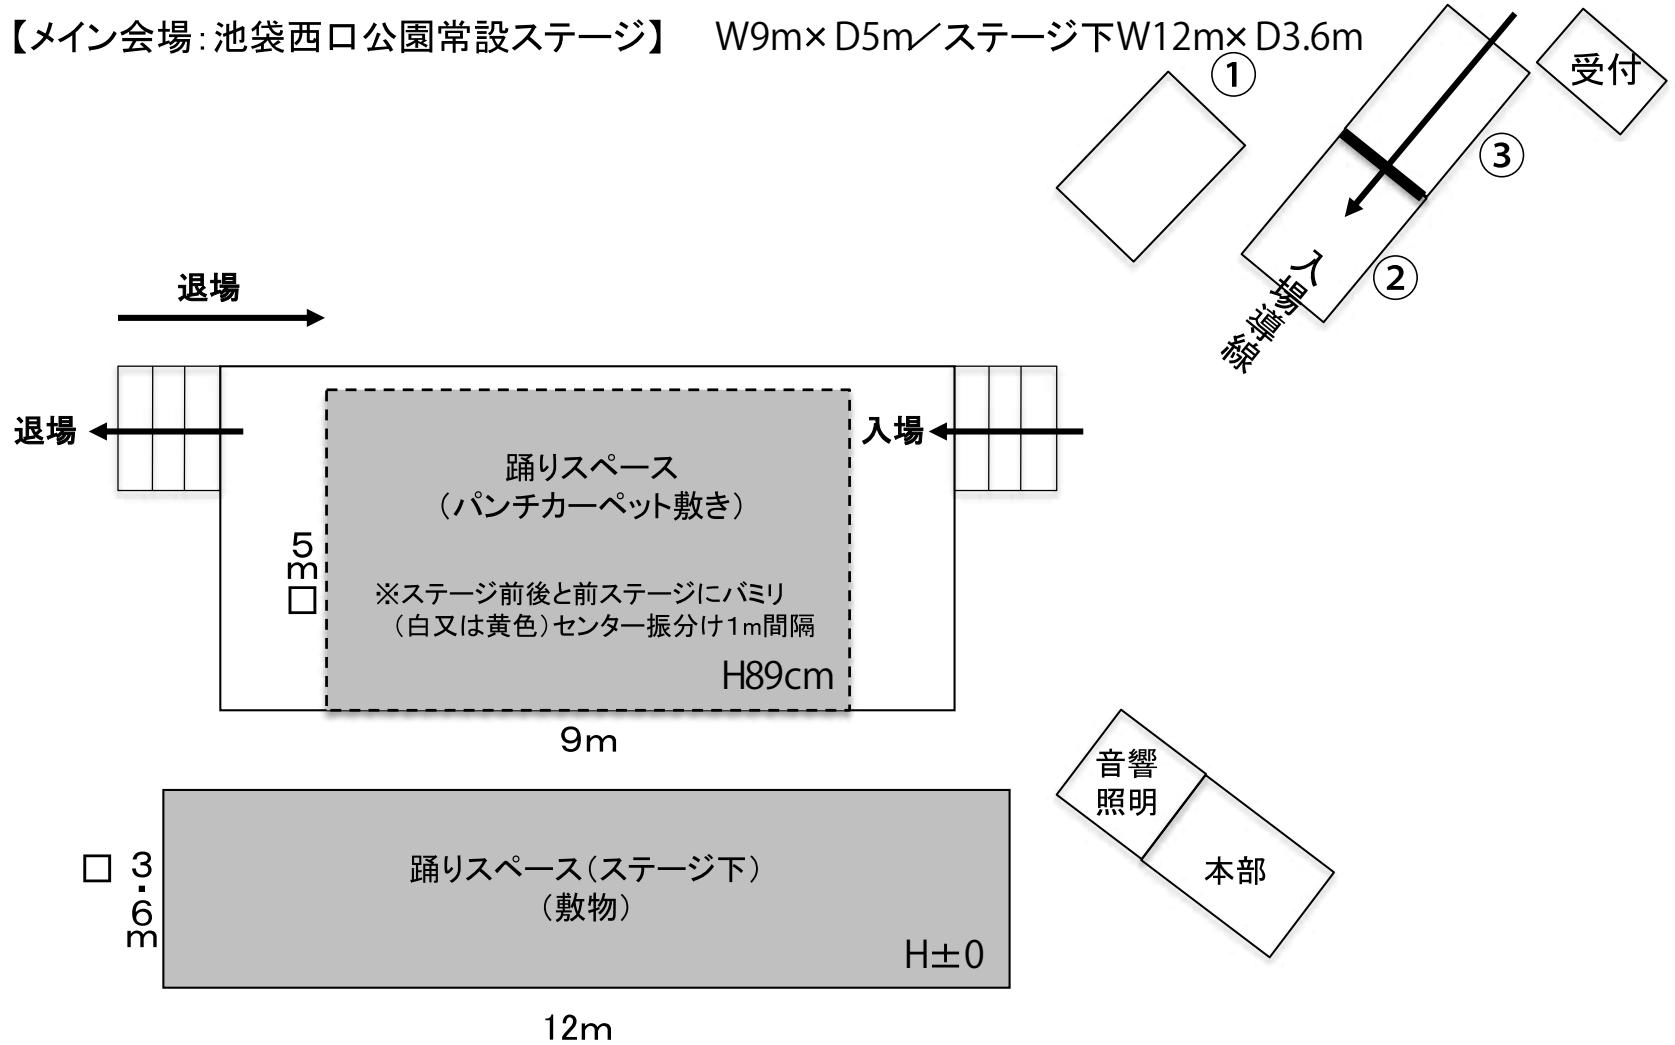 【メイン会場：池袋西口公園常設ステージ】　W9m×D5m／ステージ下W12m×D3.6m
①
受付
③
②
入場導線
退場
退場
入場
踊りスペース
（パンチカーペット敷き）
5m□
※ステージ前後と前ステージにバミリ
（白又は黄色）センター振分け1m間隔
H89cm
9m
音響
照明
本部
□ 3.6m
踊りスペース（ステージ下）
（敷物）
H±0
12m